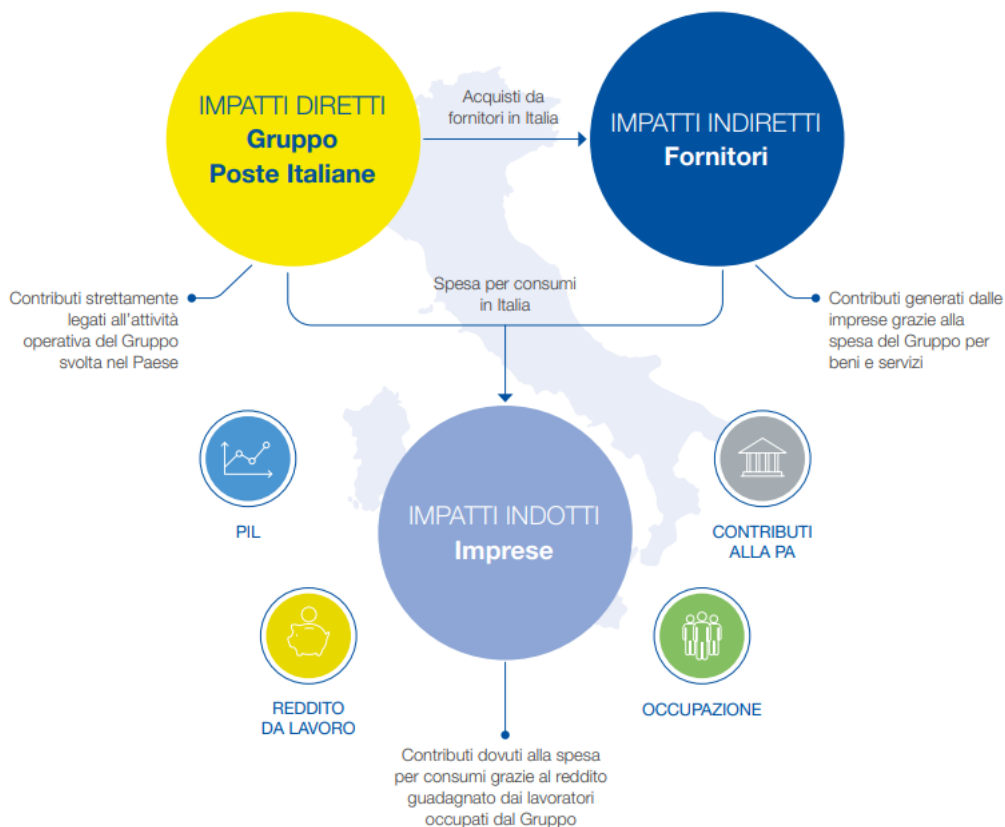 IMPATTI DIRETTI
Gruppo
Poste Italiane
Acquisti da
fornitori in Italia
IMPATTI INDIRETTI
Fornitori
Contributi strettamente
legati all'attività
operativa del Gruppo
svolta nel Paese
Spesa per consumi
in Italia
Contributi generati dalle
imprese grazie alla
spesa del Gruppo per
beni e servizi
PIL
IMPATTI INDOTTI
Imprese
CONTRIBUTI
ALLA PA
REDDITO
DA LAVORO
OCCUPAZIONE
Contributi dovuti alla spesa
per consumi grazie al reddito
guadagnato dai lavoratori
occupati dal Gruppo